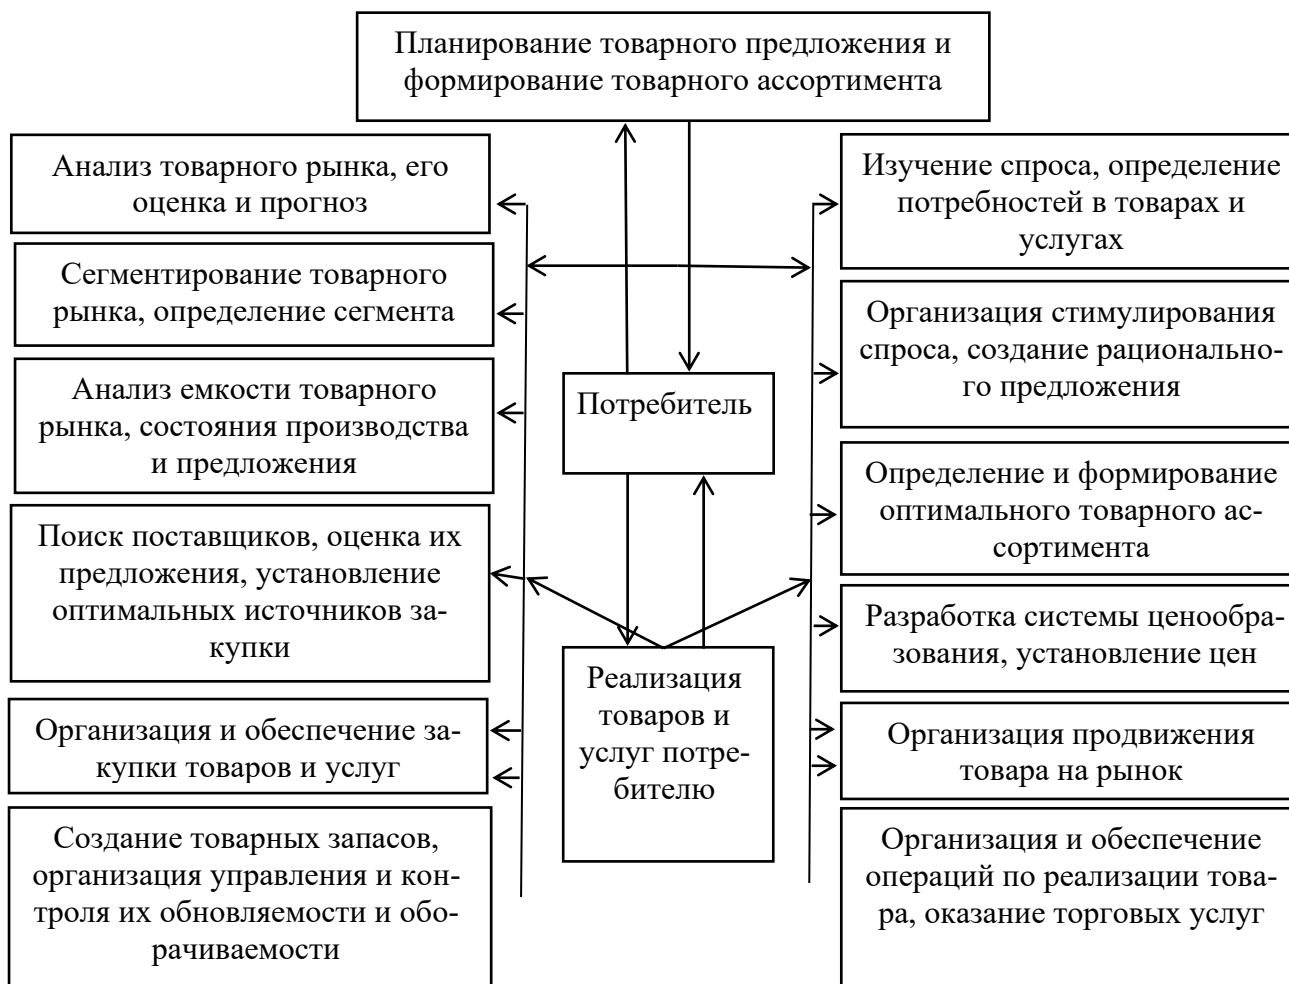 Планирование товарного предложения и
формирование товарного ассортимента
Анализ товарного рынка, его
оценка и прогноз
Сегментирование товарного
рынка, определение сегмента
Анализ емкости товарного
рынка, состояния производства
и предложения
Поиск поставщиков, оценка их
предложения, установление
оптимальных источников за-
купки
Организация и обеспечение за-
купки товаров и услуг
Создание товарных запасов,
организация управления и кон-
троля их обновляемости и обо-
рачиваемости
Потребитель
Реализация
товаров и
услуг потре-
бителю
Изучение спроса, определение
потребностей в товарах и
услугах
Организация стимулирования
спроса, создание рационально-
го предложения
Определение и формирование
оптимального товарного ас-
сортимента
Разработка системы ценообра-
зования, установление цен
Организация продвижения
товара на рынок
Организация и обеспечение
операций по реализации това-
ра, оказание торговых услуг